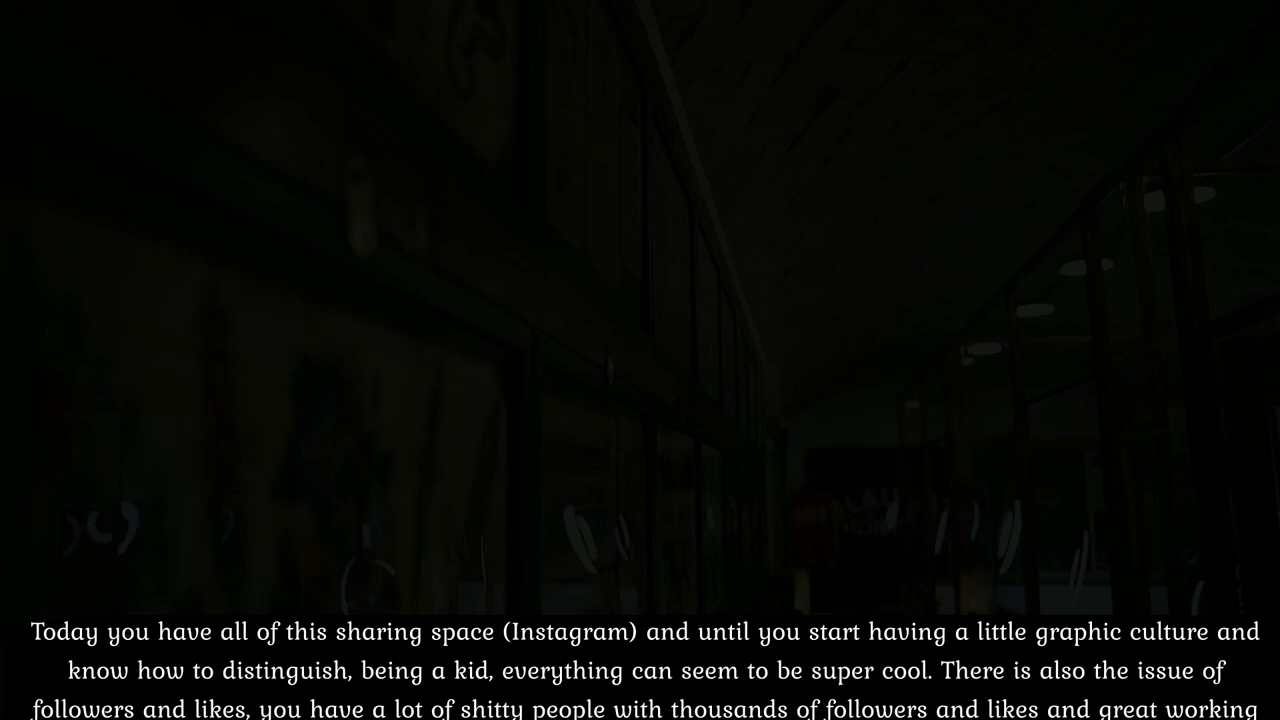 Today you have all of this sharing space (Instagram) and until you start having a little graphic culture and
know how to distinguish, being a kid, everything can seem to be super cool. There is also the issue of
followers and likes, you have a lot of shitty people with thousands of followers and likes and great working